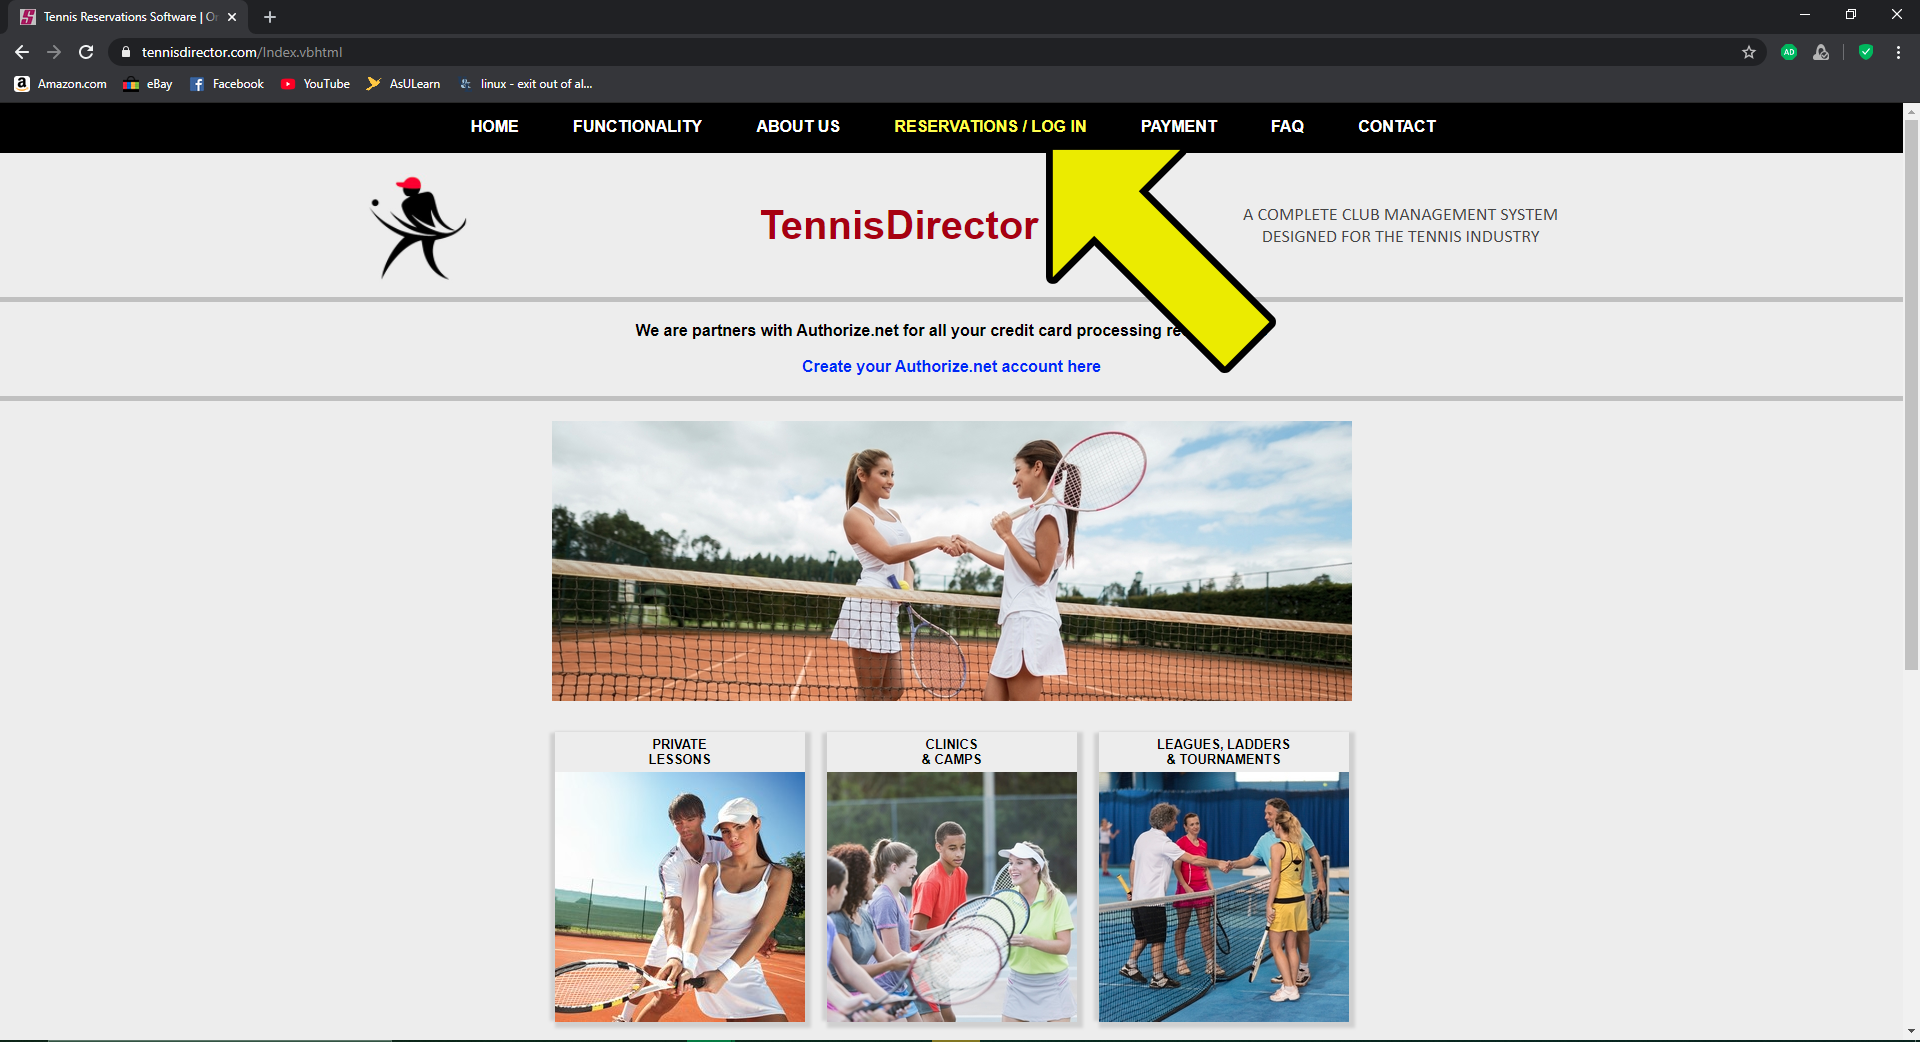 Tennis Reservations Software | Or
tennisdirector.com/Index.vbhtml
Amazon.com
eBay
Facebook
YouTube
AsULearn
linux - exit out of al...
HOME
FUNCTIONALITY
ABOUT US
RESERVATIONS / LOG IN
PAYMENT
FAQ
CONTACT
TennisDirector
A COMPLETE CLUB MANAGEMENT SYSTEM
DESIGNED FOR THE TENNIS INDUSTRY
We are partners with Authorize.net for all your credit card processing re
Create your Authorize.net account here
PRIVATE
LESSONS
CLINICS
& CAMPS
LEAGUES, LADDERS
& TOURNAMENTS